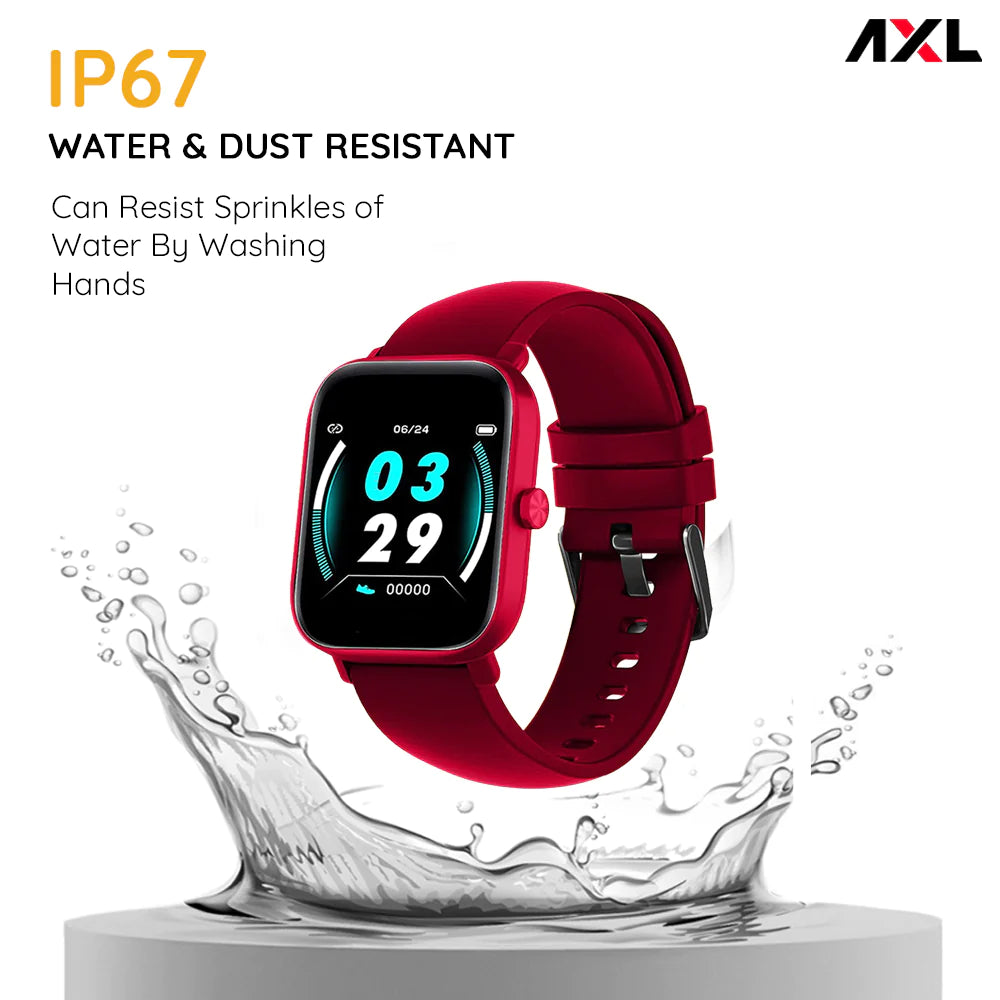 AXL
IP67
WATER & DUST RESISTANT
Can Resist Sprinkles of
Water By Washing
Hands
06/24
03
29
00000